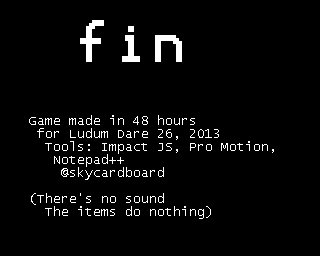 fin
Game made in 48 hours
for Ludum Dare 26, 2013
Tools: Impact JS, Pro Motion,
Notepad++
@skycardboard
(There's no sound
The items do nothing)